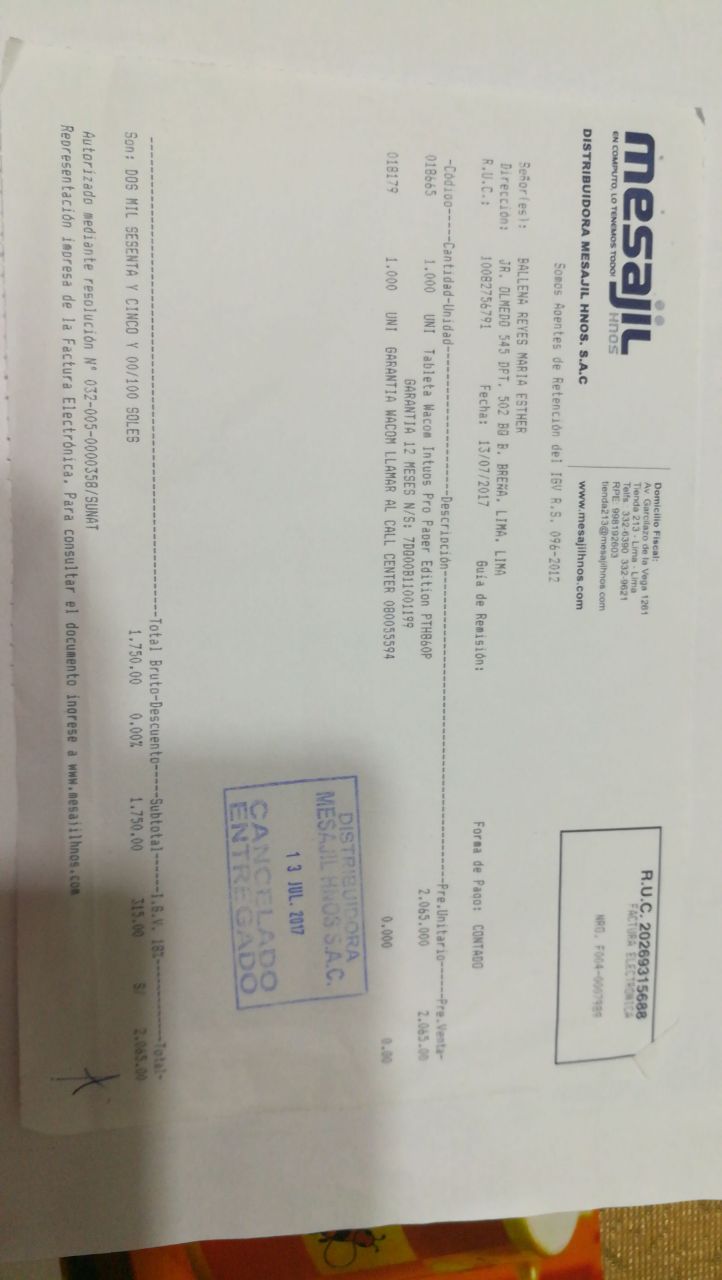 mesajil
HNOS
EN COMPUTO, LO TENEMOS TODO!
DISTRIBUIDORA MESAJIL HNOS. S.A.C
Domicilio Fiscal:
Av. Garcilazo de la Vega 1261
Tienda 213 - Lima - Lima
Telfs. 332-6390 332-9621
RPE: 998192603
tienda213@mesajilhnos.com
www.mesajilhnos.com
R.U.C. 20269315688
FACTURA ELECTRONICA
NRO. F004-0007989
Somos Agentes de Retención del IGV R.S. 096-2012
Señor(es): BALLENA REYES MARIA ESTHER
Dirección: JR. OLMEDO 545 DPT. 502 BQ B. BREÑA. LIMA. LIMA
R.U.C.: 10082756791 Fecha: 13/07/2017 Guía de Remisión: Forma de Pago: CONTADO
-Código-----Cantidad-Unidad--------------------Descripción------------------------------------------Pre.Unitario------Pre.Venta-
018665 1.000 UNI Tableta Wacom Intuos Pro Paper Edition PTH860P 2.065.000 2.065.00
GARANTIA 12 MESES N/S: 7DQ00B11001199
018179 1.000 UNI GARANTIA WACOM LLAMAR AL CALL CENTER 080055594 0.000 0.00
DISTRIBUIDORA
MESAJIL HNOS S.A.C.
13 JUL. 2017
CANCELADO
ENTREGADO
------------------------------------------------------------Total Bruto-Descuento-----Subtotal------I.G.V. 18%------------Total-
Son: DOS MIL SESENTA Y CINCO Y 00/100 SOLES 1.750.00 0.00% 1.750.00 315.00 S/ 2.065.00
Autorizado mediante resolución N° 032-005-0000358/SUNAT
Representación impresa de la Factura Electrónica. Para consultar el documento ingrese a www.mesajilhnos.com